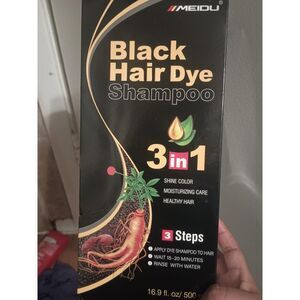 MEIDU
Black
Hair Dye
Shampoo
3 in 1
SHINE COLOR
MOISTURIZING CARE
HEALTHY HAIR
3 Steps
APPLY DYE SHAMPOO TO HAIR
WAIT 15-20 MINUTES
RINSE WITH WATER
16.9 fl. oz/ 500